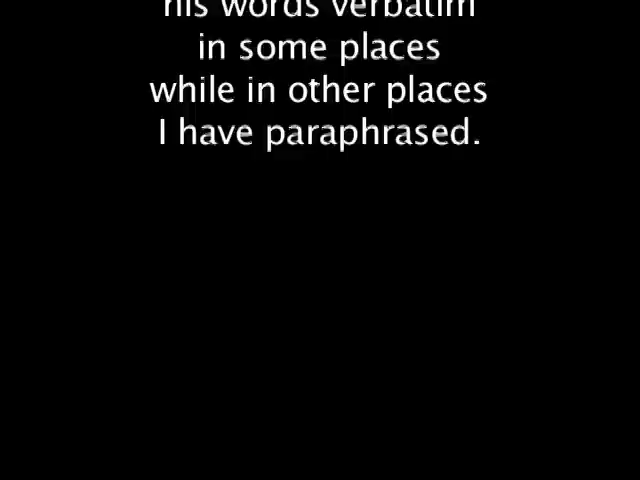 his words verbatim
in some places
while in other places
I have paraphrased.